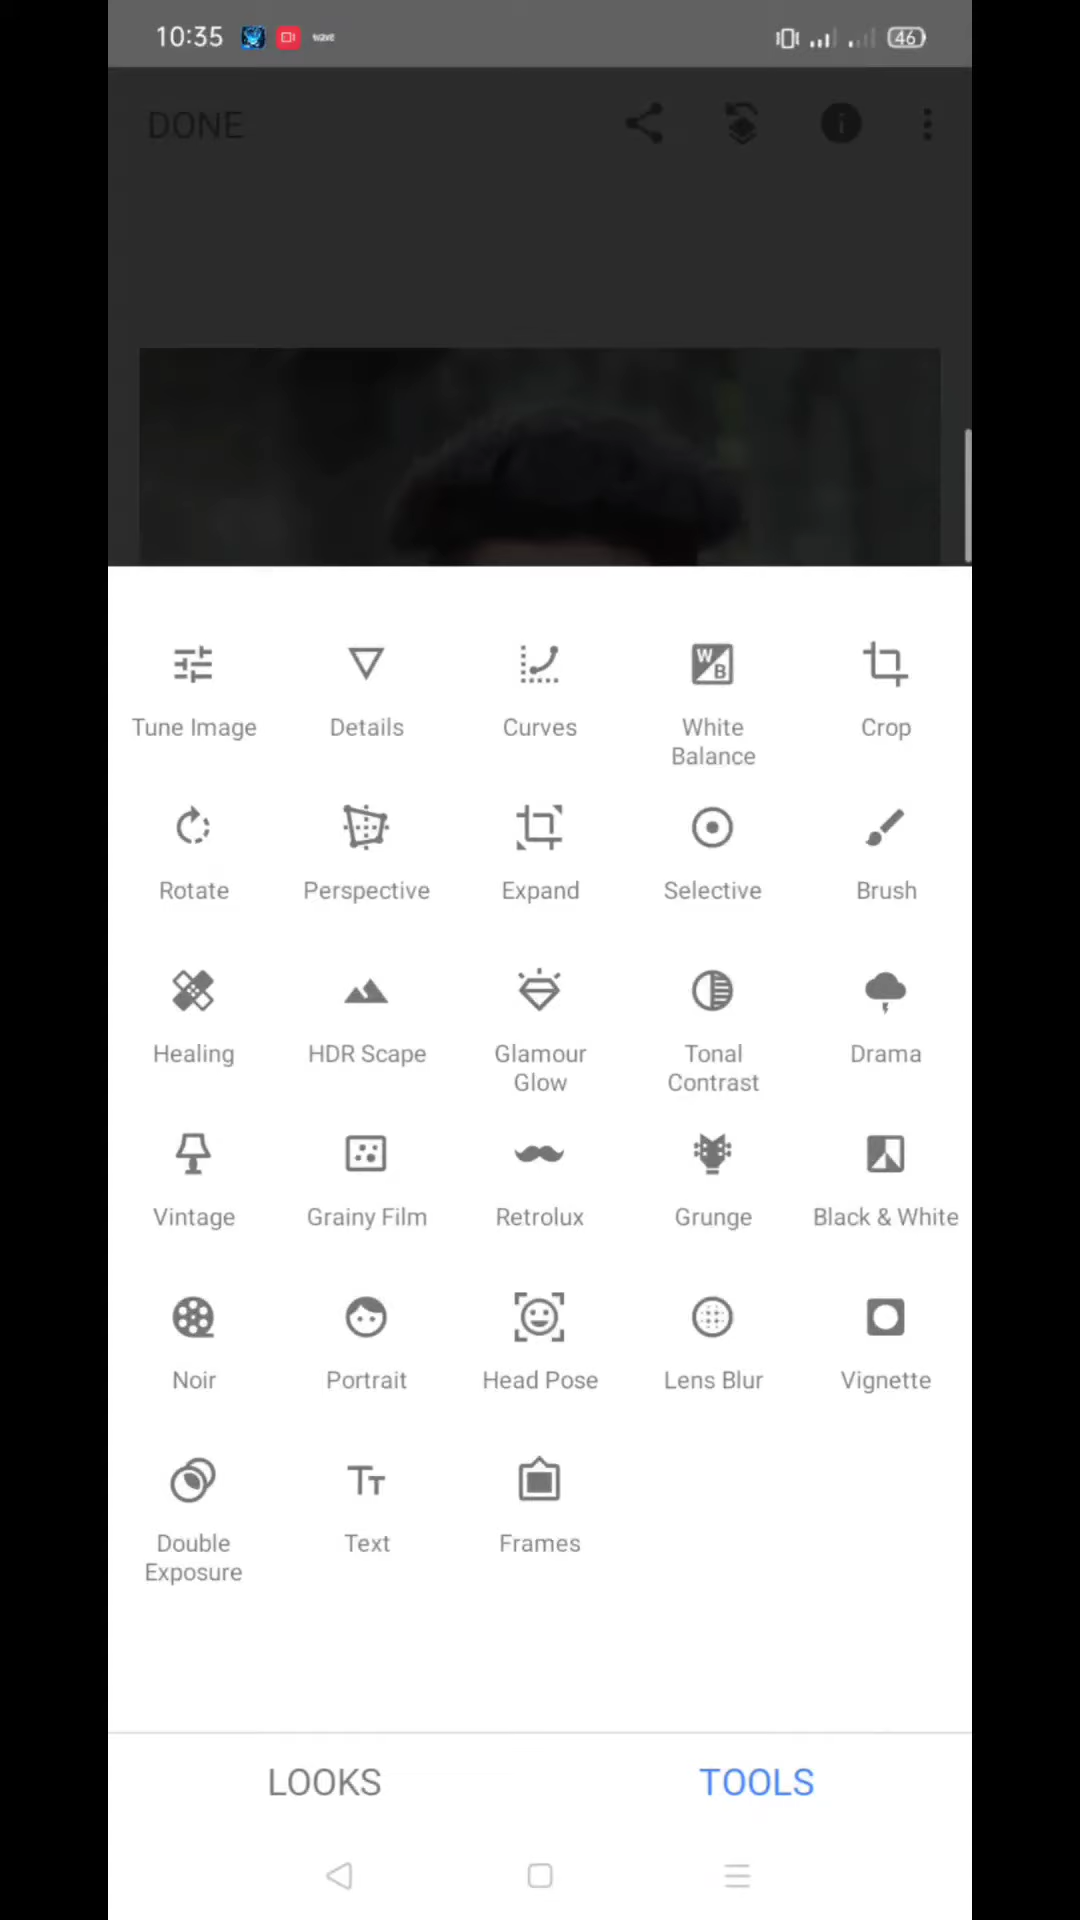 10:35
46
DONE
Tune Image
Details
Curves
White
Balance
Crop
Rotate
Perspective
Expand
Selective
Brush
Healing
HDR Scape
Glamour
Glow
Tonal
Contrast
Drama
Vintage
Grainy Film
Retrolux
Grunge
Black & White
Noir
Portrait
Head Pose
Lens Blur
Vignette
Double
Exposure
Text
Frames
LOOKS
TOOLS